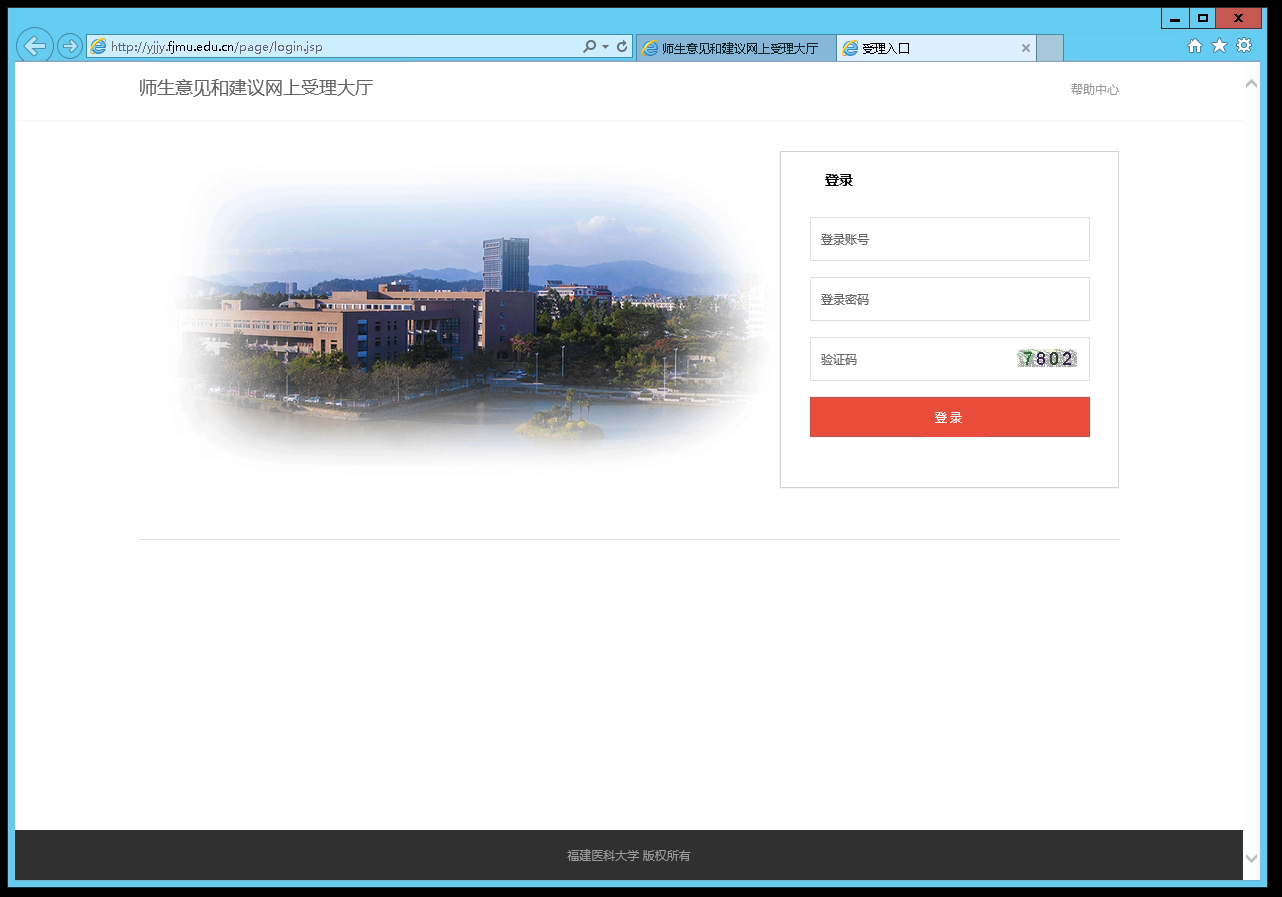 http://yjjy.fjmu.edu.cn/page/login.jsp
师生意见和建议网上受理大厅
受理入口
师生意见和建议网上受理大厅
帮助中心
登录
登录账号
登录密码
验证码
7802
登录
福建医科大学 版权所有